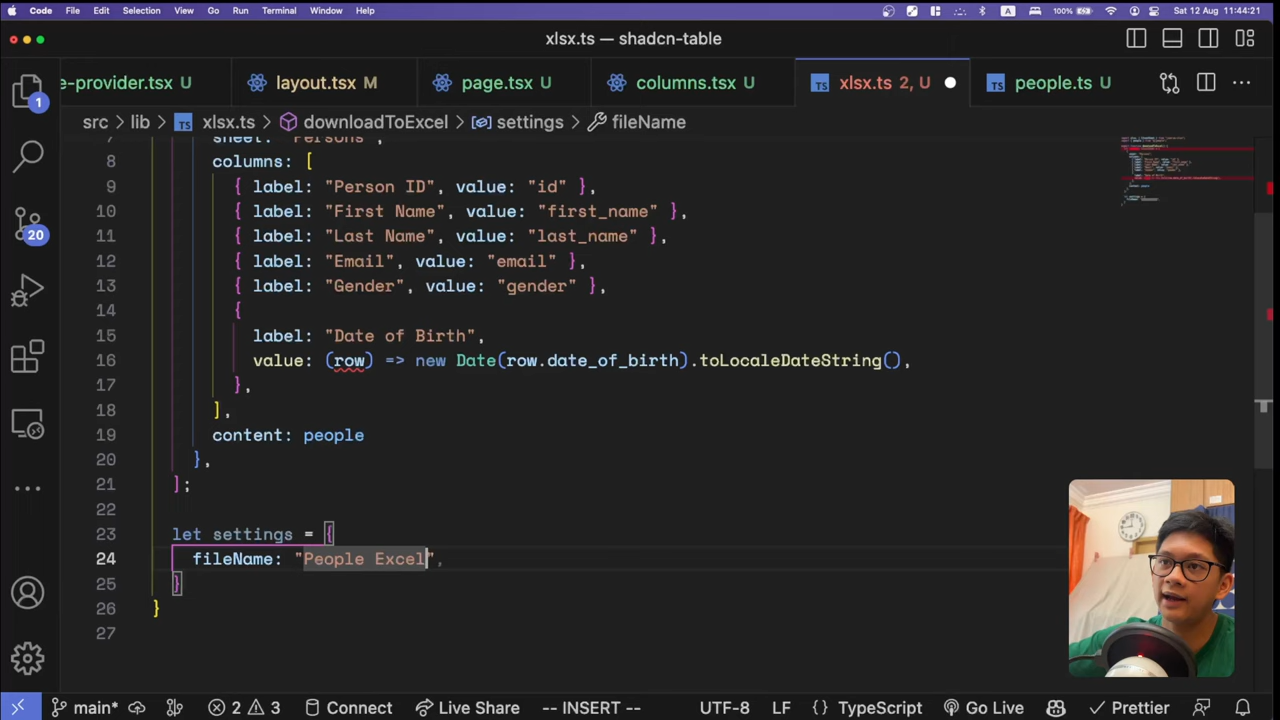 Code File Edit Selection View Go Run Terminal Window Help 100% Sat 12 Aug 11:44:21
xlsx.ts — shadcn-table
e-provider.tsx U layout.tsx M page.tsx U columns.tsx U xlsx.ts 2, U people.ts U
src › lib › xlsx.ts › downloadToExcel › settings › fileName
7 sheet: "Persons",
8 columns: [
9 { label: "Person ID", value: "id" },
10 { label: "First Name", value: "first_name" },
11 { label: "Last Name", value: "last_name" },
12 { label: "Email", value: "email" },
13 { label: "Gender", value: "gender" },
14 {
15 label: "Date of Birth",
16 value: (row) => new Date(row.date_of_birth).toLocaleDateString(),
17 },
18 ],
19 content: people
20 },
21 ];
22
23 let settings = {
24 fileName: "People Excel",
25 }
26 }
27
1
20
main* 2 3 Connect Live Share -- INSERT -- UTF-8 LF {} TypeScript Go Live Prettier